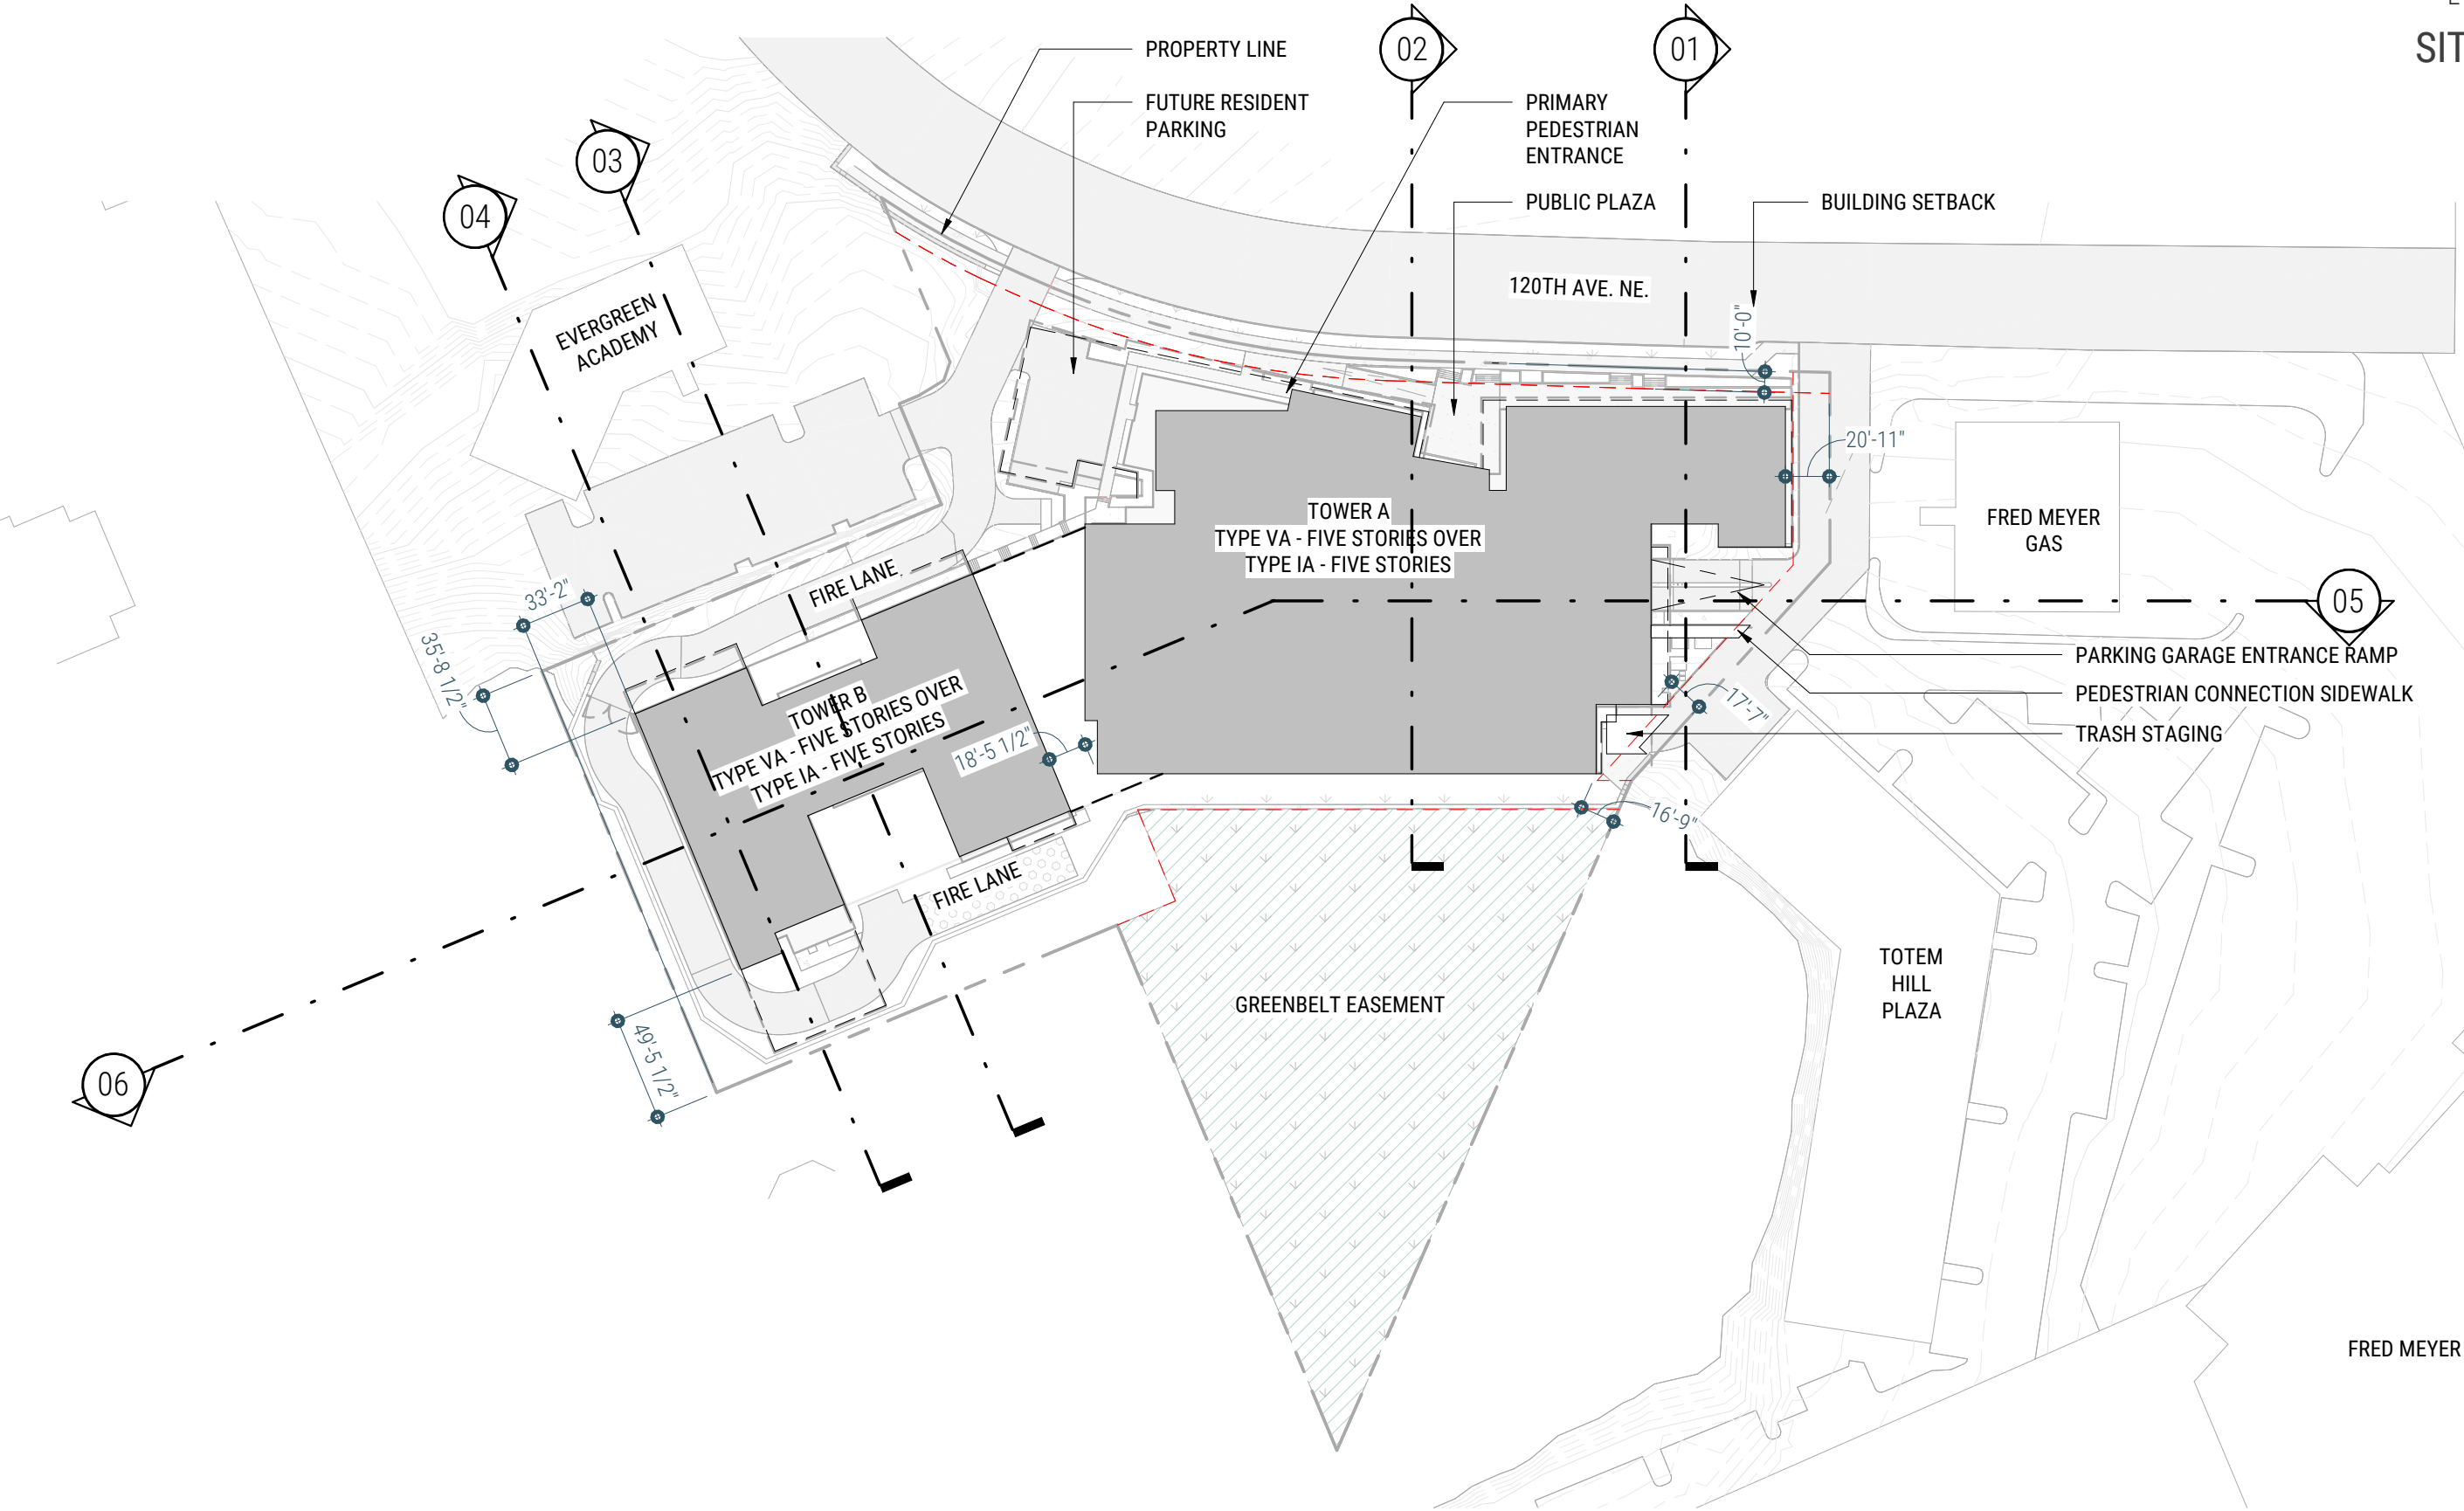 SIT
PROPERTY LINE
FUTURE RESIDENT
PARKING
02
01
PRIMARY
PEDESTRIAN
ENTRANCE
PUBLIC PLAZA
BUILDING SETBACK
03
04
EVERGREEN
ACADEMY
120TH AVE. NE.
10'-0"
20'-11"
FRED MEYER
GAS
TOWER A
TYPE VA - FIVE STORIES OVER
TYPE IA - FIVE STORIES
FIRE LANE
33'-2"
35'-8 1/2"
05
PARKING GARAGE ENTRANCE RAMP
PEDESTRIAN CONNECTION SIDEWALK
TRASH STAGING
TOWER B
TYPE VA - FIVE STORIES OVER
TYPE IA - FIVE STORIES
18'-5 1/2"
17'-7"
16'-9"
FIRE LANE
GREENBELT EASEMENT
TOTEM
HILL
PLAZA
49'-5 1/2"
06
FRED MEYER